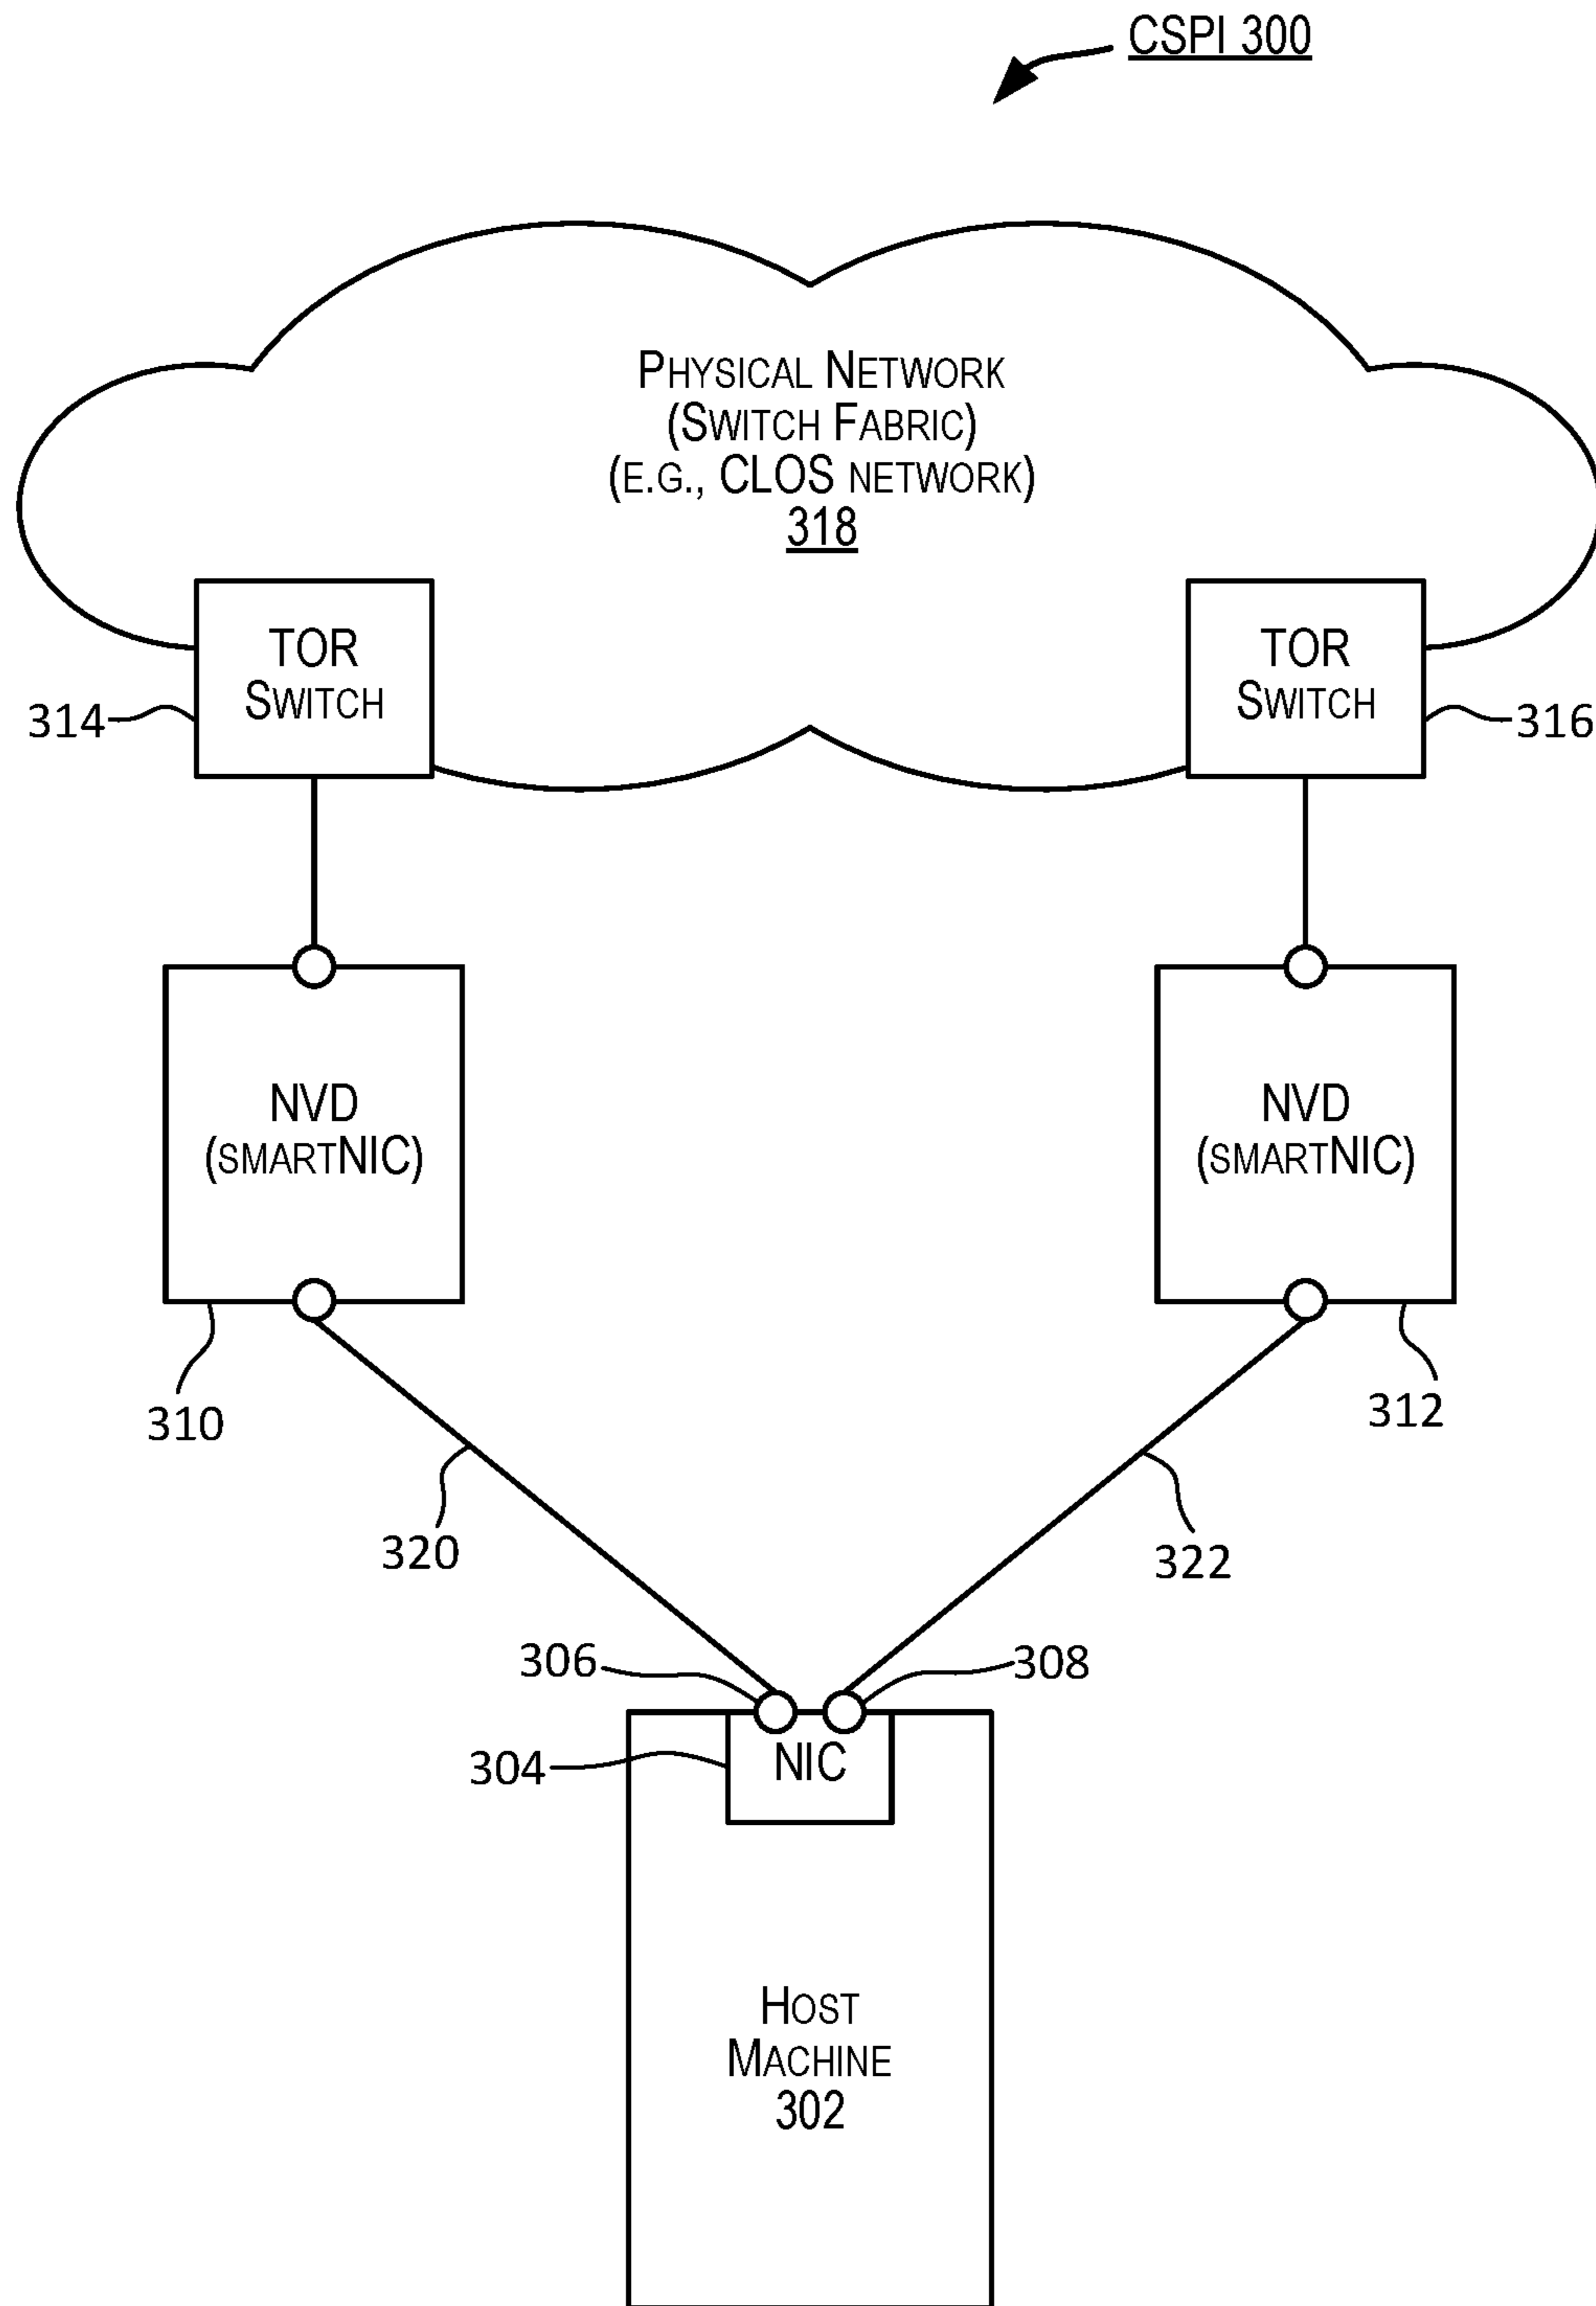 CSPI 300
Physical Network
(Switch Fabric)
(e.g., CLOS network)
318
TOR
Switch
TOR
Switch
314
316
NVD
(smartNIC)
NVD
(smartNIC)
310
312
320
322
306
308
304
NIC
Host
Machine
302